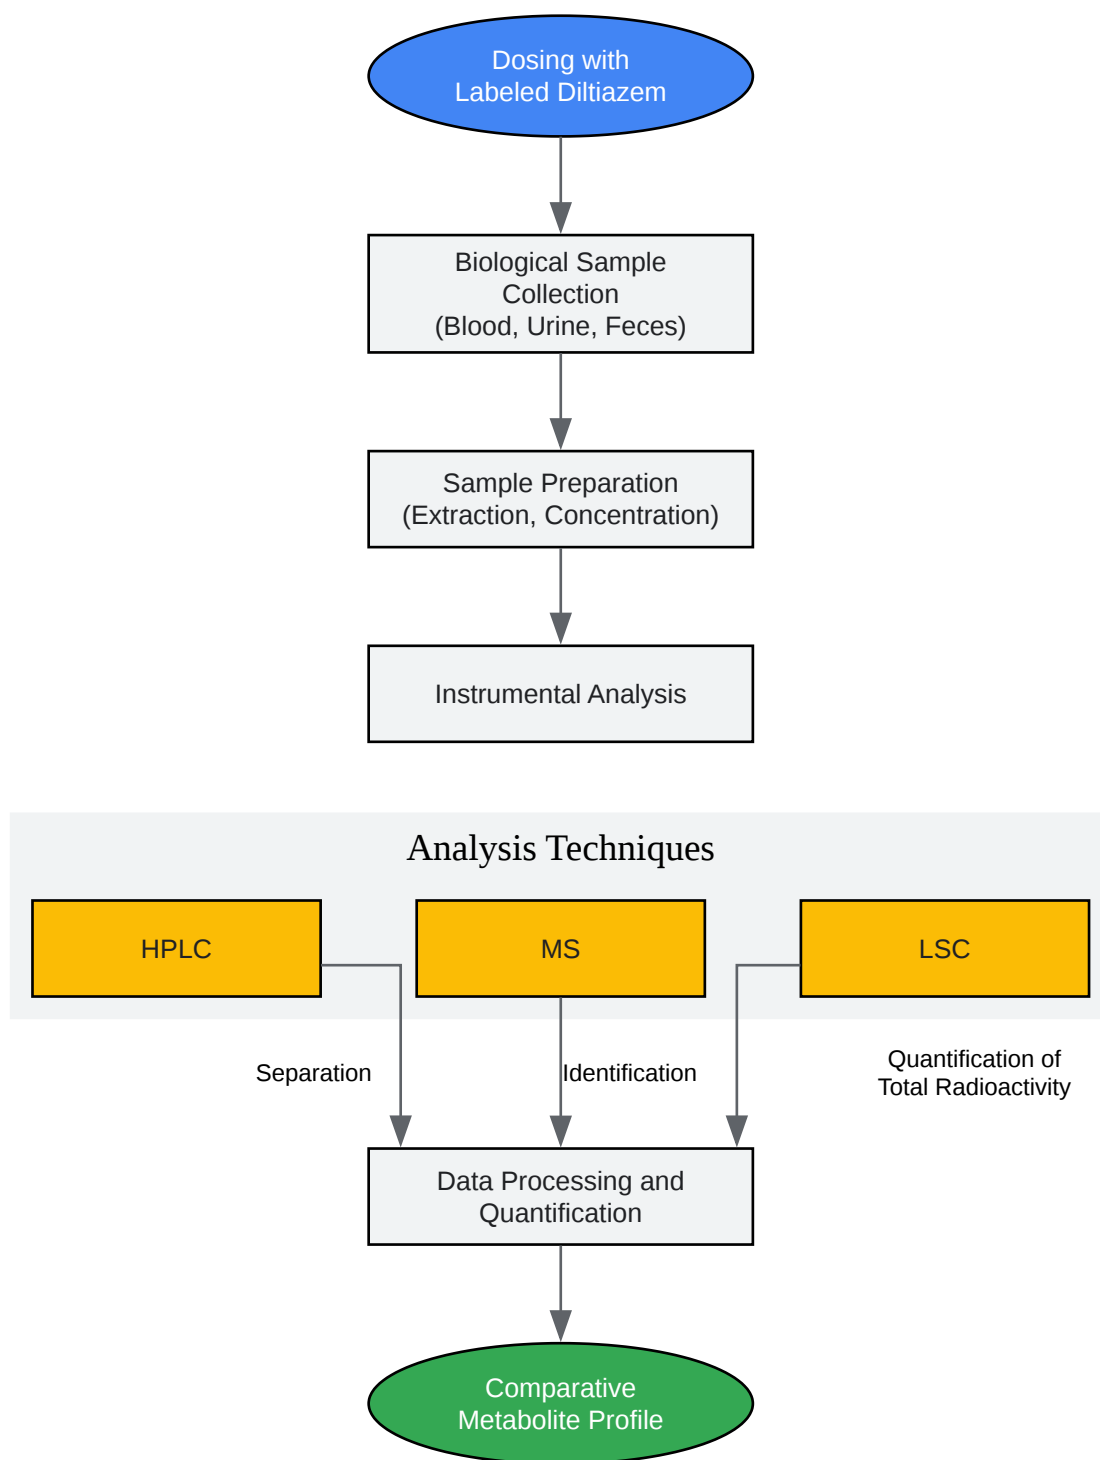 Dosing with
Labeled Diltiazem
Biological Sample
Collection
(Blood, Urine, Feces)
Sample Preparation
(Extraction, Concentration)
Instrumental Analysis
Analysis Techniques
HPLC
MS
LSC
Separation
Identification
Quantification of
Total Radioactivity
Data Processing and
Quantification
Comparative
Metabolite Profile